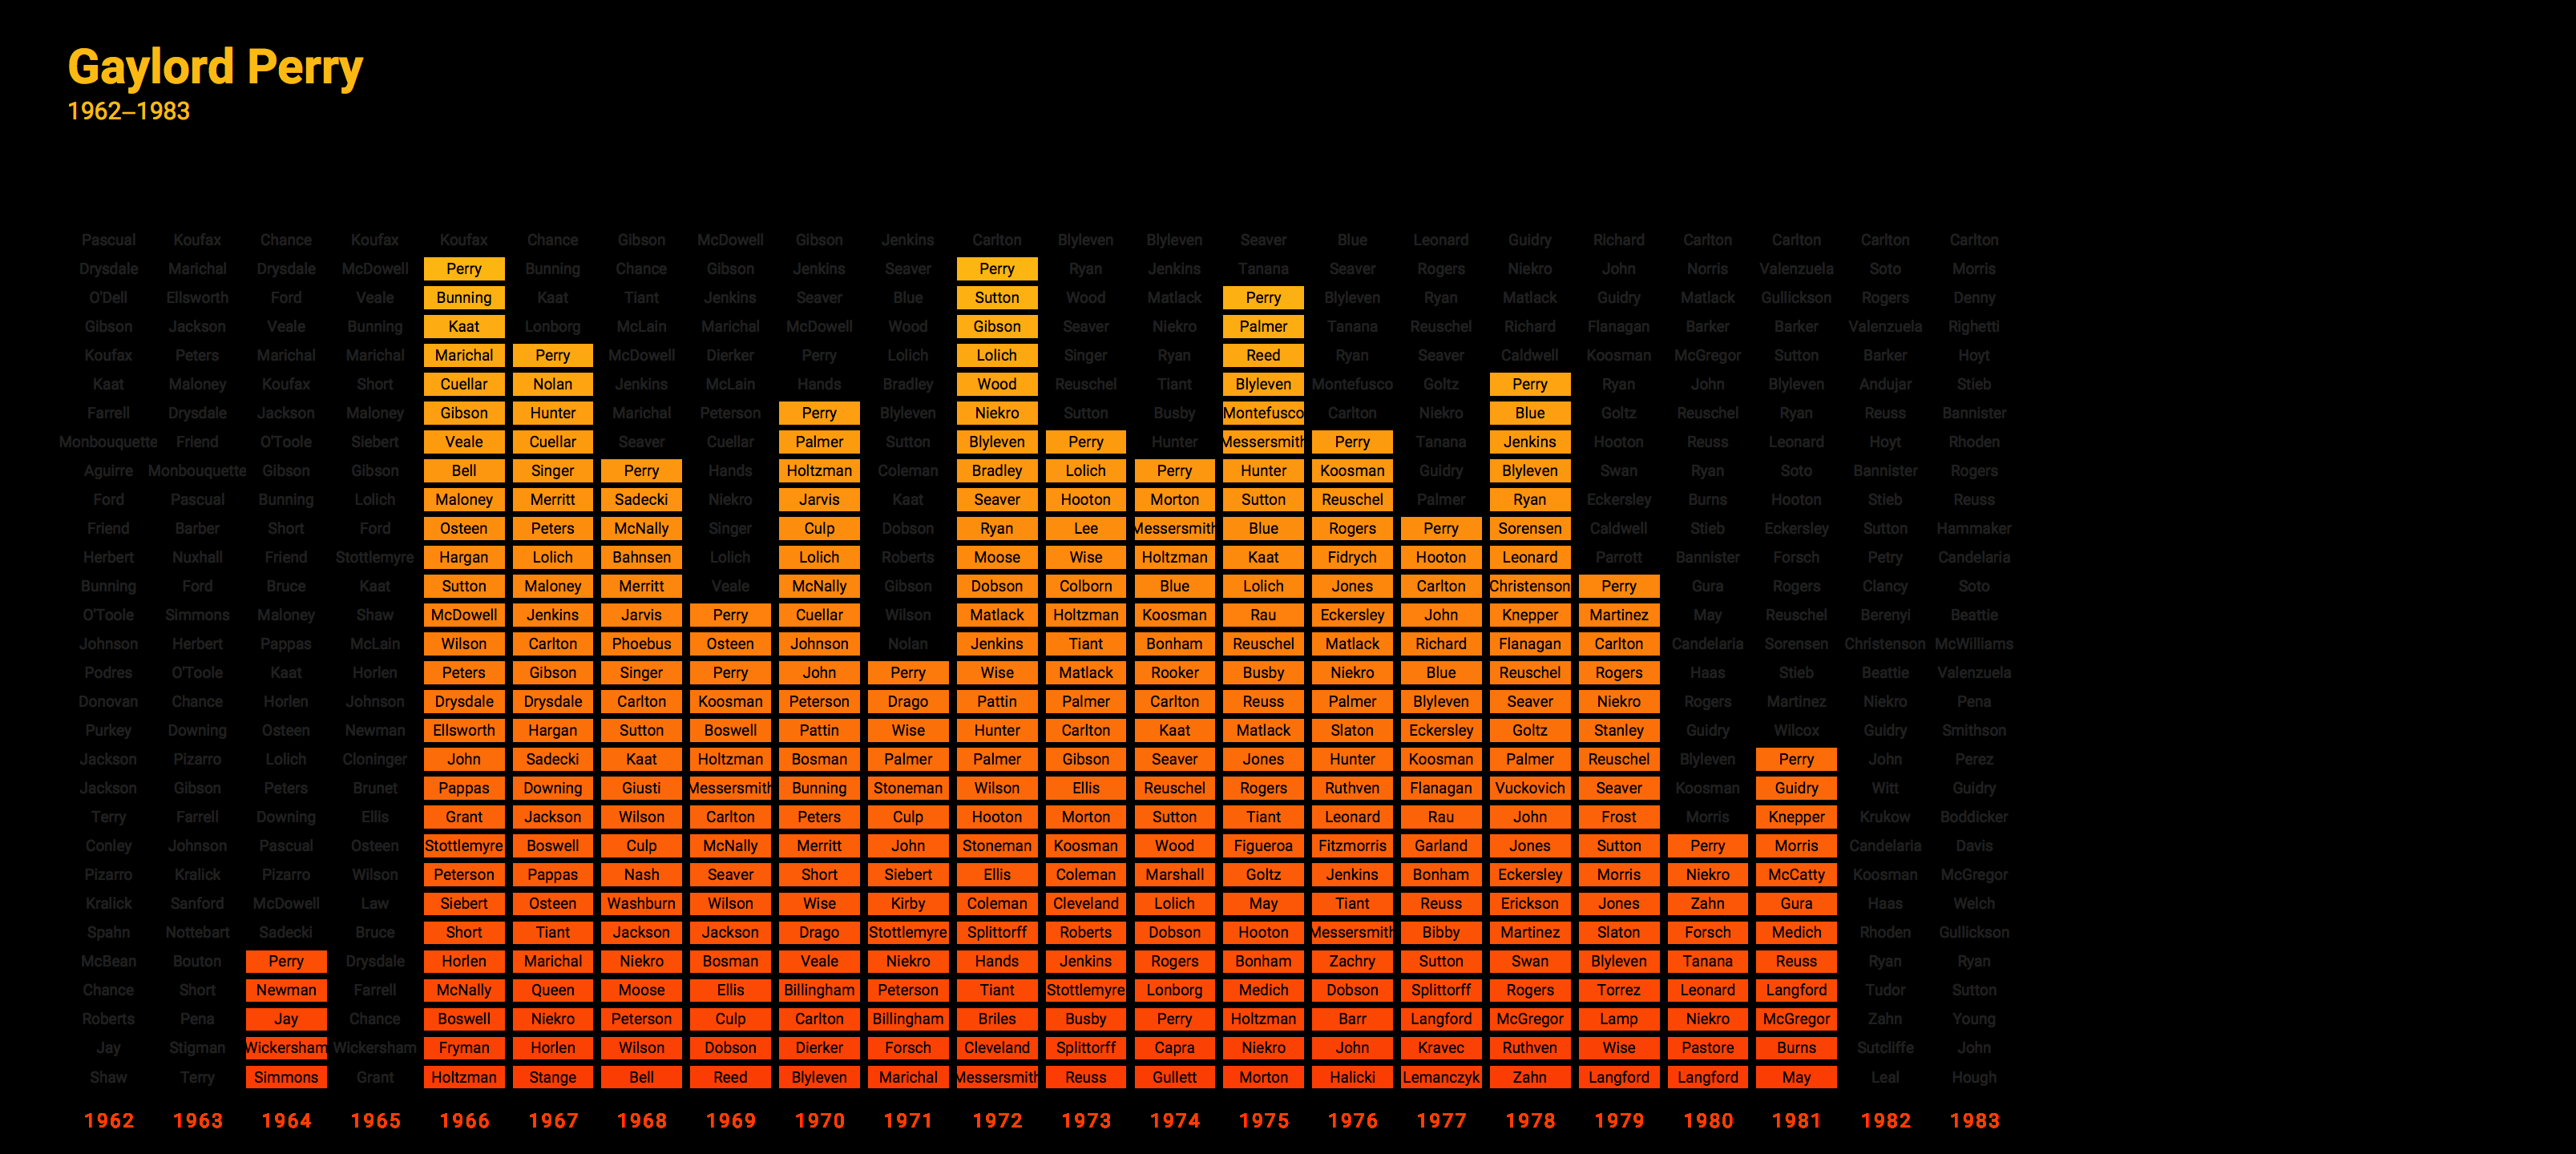 Gaylord Perry
1962–1983
Pascual Koufax Chance Koufax Koufax Chance Gibson McDowell Gibson Jenkins Carlton Blyleven Blyleven Seaver Blue Leonard Guidry Richard Carlton Carlton Carlton Carlton
Drysdale Marichal Drysdale McDowell Perry Bunning Chance Gibson Jenkins Seaver Perry Ryan Jenkins Tanana Seaver Rogers Niekro John Norris Valenzuela Soto Morris
O'Dell Ellsworth Ford Veale Bunning Kaat Tiant Jenkins Seaver Blue Sutton Wood Matlack Perry Blyleven Ryan Matlack Guidry Matlack Gullickson Rogers Denny
Gibson Jackson Veale Bunning Kaat Lonborg McLain Marichal McDowell Wood Gibson Seaver Niekro Palmer Tanana Reuschel Richard Flanagan Barker Barker Valenzuela Righetti
Koufax Peters Marichal Marichal Marichal Perry McDowell Dierker Perry Lolich Lolich Singer Ryan Reed Ryan Seaver Caldwell Koosman McGregor Sutton Barker Hoyt
Kaat Maloney Koufax Short Cuellar Nolan Jenkins McLain Hands Bradley Wood Reuschel Tiant Blyleven Montefusco Goltz Perry Ryan John Blyleven Andujar Stieb
Farrell Drysdale Jackson Maloney Gibson Hunter Marichal Peterson Perry Blyleven Niekro Sutton Busby Montefusco Carlton Niekro Blue Goltz Reuschel Ryan Reuss Bannister
Monbouquette Friend O'Toole Siebert Veale Cuellar Seaver Cuellar Palmer Sutton Blyleven Perry Hunter Messersmith Perry Tanana Jenkins Hooton Reuss Leonard Hoyt Rhoden
Aguirre Monbouquette Gibson Gibson Bell Singer Perry Hands Holtzman Coleman Bradley Lolich Perry Hunter Koosman Guidry Blyleven Swan Ryan Soto Bannister Rogers
Ford Pascual Bunning Lolich Maloney Merritt Sadecki Niekro Jarvis Kaat Seaver Hooton Morton Sutton Reuschel Palmer Ryan Eckersley Burns Hooton Stieb Reuss
Friend Barber Short Ford Osteen Peters McNally Singer Culp Dobson Ryan Lee Messersmith Blue Rogers Perry Sorensen Caldwell Stieb Eckersley Sutton Hammaker
Herbert Nuxhall Friend Stottlemyre Hargan Lolich Bahnsen Lolich Lolich Roberts Moose Wise Holtzman Kaat Fidrych Hooton Leonard Parrott Bannister Forsch Petry Candelaria
Bunning Ford Bruce Kaat Sutton Maloney Merritt Veale McNally Gibson Dobson Colborn Blue Lolich Jones Carlton Christenson Perry Gura Rogers Clancy Soto
O'Toole Simmons Maloney Shaw McDowell Jenkins Jarvis Perry Cuellar Wilson Matlack Holtzman Koosman Rau Eckersley John Knepper Martinez May Reuschel Berenyi Beattie
Johnson Herbert Pappas McLain Wilson Carlton Phoebus Osteen Johnson Nolan Jenkins Tiant Bonham Reuschel Matlack Richard Flanagan Carlton Candelaria Sorensen Christenson McWilliams
Podres O'Toole Kaat Horlen Peters Gibson Singer Perry John Perry Wise Matlack Rooker Busby Niekro Blue Reuschel Rogers Haas Stieb Beattie Valenzuela
Donovan Chance Horlen Johnson Drysdale Drysdale Carlton Koosman Peterson Drago Pattin Palmer Carlton Reuss Palmer Blyleven Seaver Niekro Rogers Martinez Niekro Pena
Purkey Downing Osteen Newman Ellsworth Hargan Sutton Boswell Pattin Wise Hunter Carlton Kaat Matlack Slaton Eckersley Goltz Stanley Guidry Wilcox Guidry Smithson
Jackson Pizarro Lolich Cloninger John Sadecki Kaat Holtzman Bosman Palmer Palmer Gibson Seaver Jones Hunter Koosman Palmer Reuschel Blyleven Perry John Perez
Jackson Gibson Peters Brunet Pappas Downing Giusti Messersmith Bunning Stoneman Wilson Ellis Reuschel Rogers Ruthven Flanagan Vuckovich Seaver Koosman Guidry Witt Guidry
Terry Farrell Downing Ellis Grant Jackson Wilson Carlton Peters Culp Hooton Morton Sutton Tiant Leonard Rau John Frost Morris Knepper Krukow Boddicker
Conley Johnson Pascual Osteen Stottlemyre Boswell Culp McNally Merritt John Stoneman Koosman Wood Figueroa Fitzmorris Garland Jones Sutton Perry Morris Candelaria Davis
Pizarro Kralick Pizarro Wilson Peterson Pappas Nash Seaver Short Siebert Ellis Coleman Marshall Goltz Jenkins Bonham Eckersley Morris Niekro McCatty Koosman McGregor
Kralick Sanford McDowell Law Siebert Osteen Washburn Wilson Wise Kirby Coleman Cleveland Lolich May Tiant Reuss Erickson Jones Zahn Gura Haas Welch
Spahn Nottebart Sadecki Bruce Short Tiant Jackson Jackson Drago Stottlemyre Splittorff Roberts Dobson Hooton Messersmith Bibby Martinez Slaton Forsch Medich Rhoden Gullickson
McBean Bouton Perry Drysdale Horlen Marichal Niekro Bosman Veale Niekro Hands Jenkins Rogers Bonham Zachry Sutton Swan Blyleven Tanana Reuss Ryan Ryan
Chance Short Newman Farrell McNally Queen Moose Ellis Billingham Peterson Tiant Stottlemyre Lonborg Medich Dobson Splittorff Rogers Torrez Leonard Langford Tudor Sutton
Roberts Pena Jay Chance Boswell Niekro Peterson Culp Carlton Billingham Briles Busby Perry Holtzman Barr Langford McGregor Lamp Niekro McGregor Zahn Young
Jay Stigman Wickersham Wickersham Fryman Horlen Wilson Dobson Dierker Forsch Cleveland Splittorff Capra Niekro John Kravec Ruthven Wise Pastore Burns Sutcliffe John
Shaw Terry Simmons Grant Holtzman Stange Bell Reed Blyleven Marichal Messersmith Reuss Gullett Morton Halicki Lemanczyk Zahn Langford Langford May Leal Hough
1962 1963 1964 1965 1966 1967 1968 1969 1970 1971 1972 1973 1974 1975 1976 1977 1978 1979 1980 1981 1982 1983